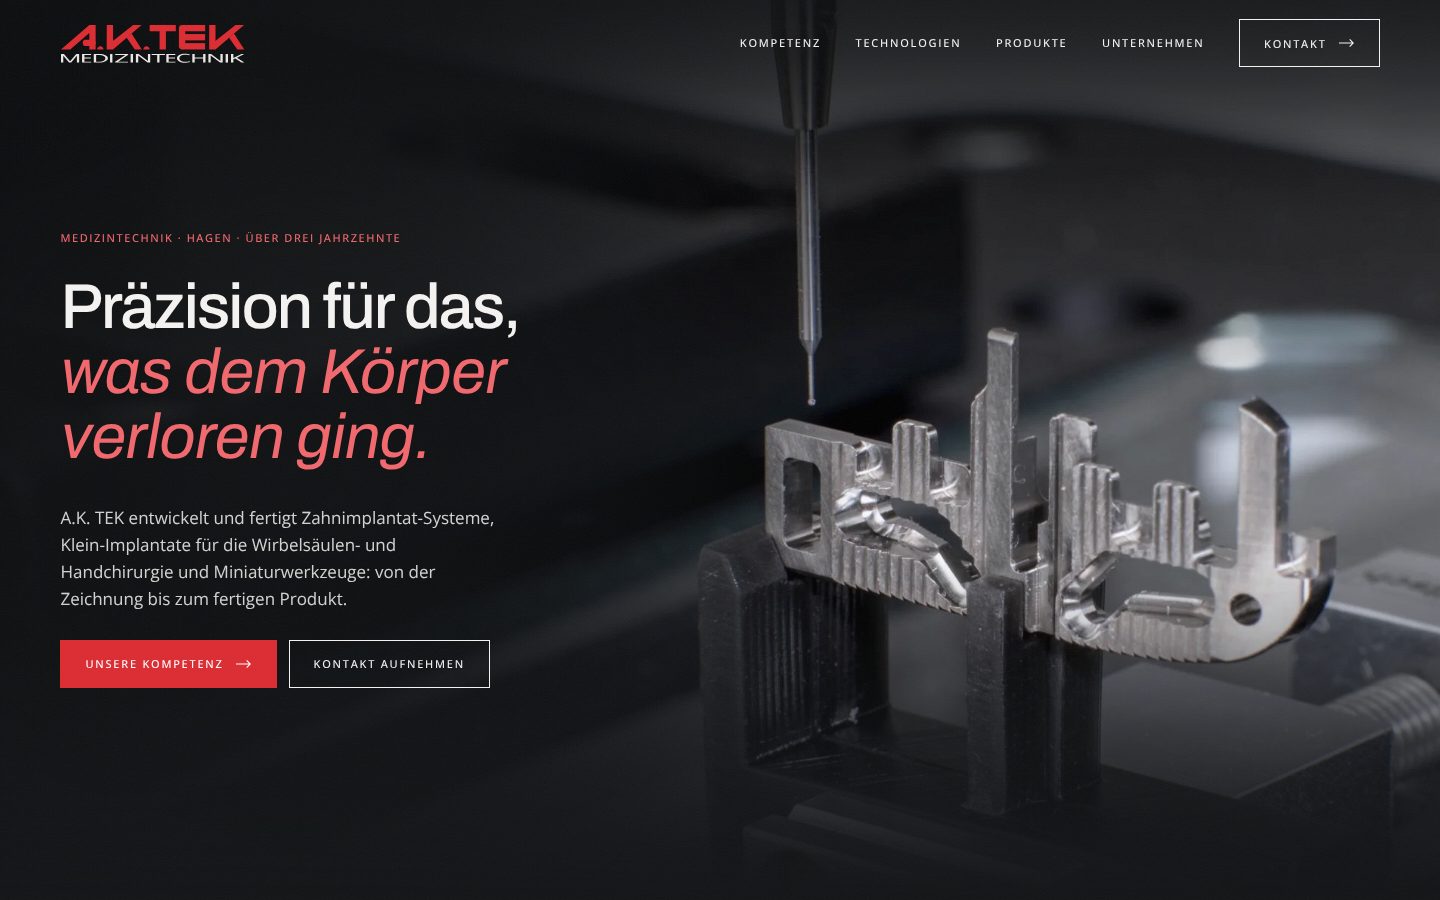 A.K.TEK
MEDIZINTECHNIK
KOMPETENZ TECHNOLOGIEN PRODUKTE UNTERNEHMEN KONTAKT →
MEDIZINTECHNIK · HAGEN · ÜBER DREI JAHRZEHNTE
Präzision für das,
was dem Körper
verloren ging.
A.K. TEK entwickelt und fertigt Zahnimplantat-Systeme,
Klein-Implantate für die Wirbelsäulen- und
Handchirurgie und Miniaturwerkzeuge: von der
Zeichnung bis zum fertigen Produkt.
UNSERE KOMPETENZ → KONTAKT AUFNEHMEN